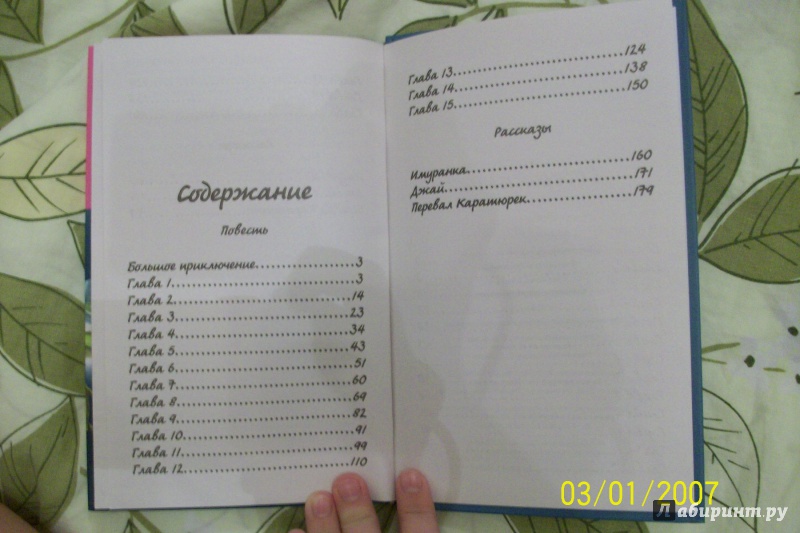 Содержание
Повесть
Большое приключение.................3
Глава 1.................3
Глава 2.................14
Глава 3.................23
Глава 4.................34
Глава 5.................43
Глава 6.................51
Глава 7.................60
Глава 8.................69
Глава 9.................82
Глава 10.................91
Глава 11.................99
Глава 12.................110
Глава 13.................124
Глава 14.................138
Глава 15.................150
Рассказы
Имуранка.................160
Джай.................171
Перевал Каратюрек.................179
03/01/2007
Лабиринт.ру